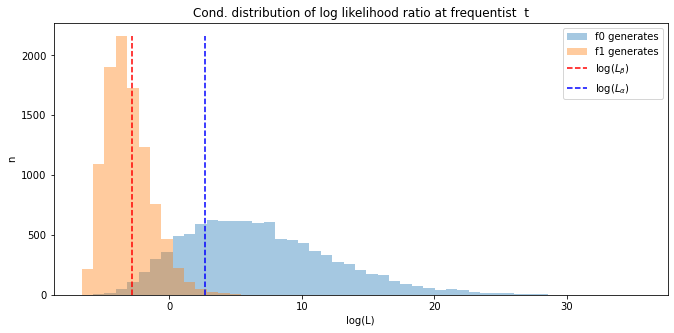 Cond. distribution of log likelihood ratio at frequentist  t
f0 generates
f1 generates
log(L_β)
log(L_α)
n
2000
1500
1000
500
0
0 10 20 30
log(L)